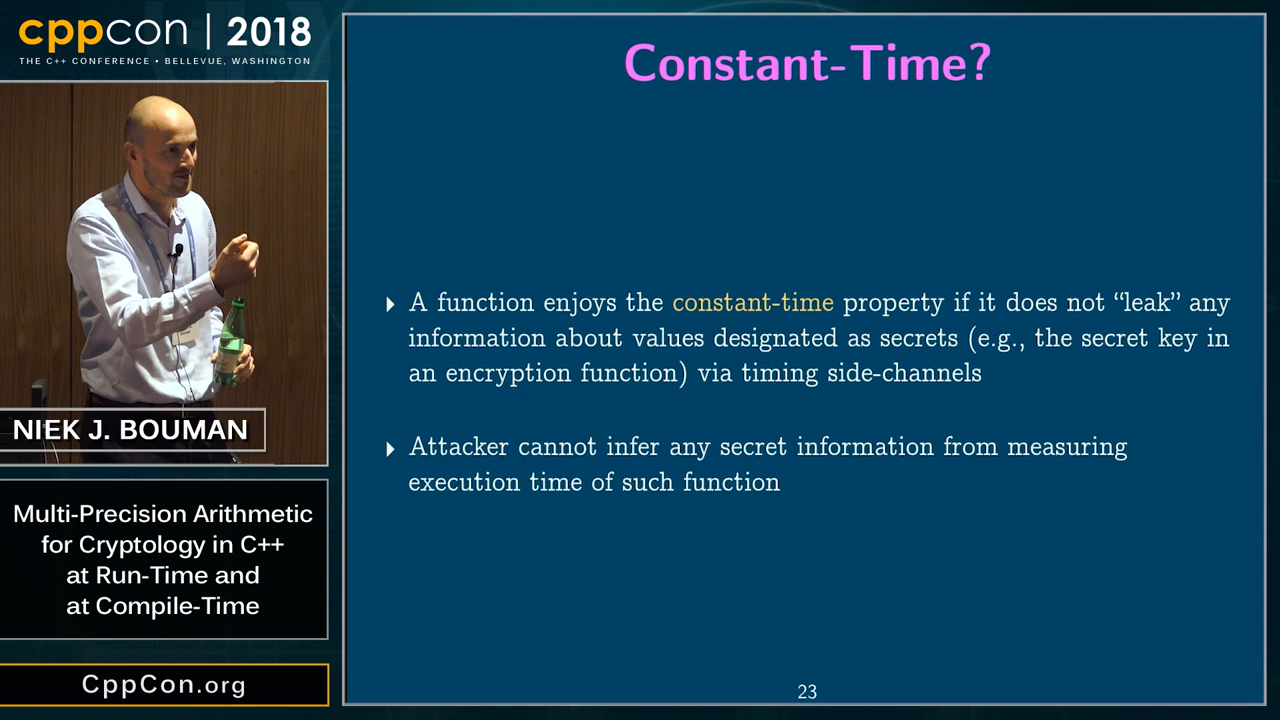 cppcon | 2018
THE C++ CONFERENCE • BELLEVUE, WASHINGTON
NIEK J. BOUMAN
Multi-Precision Arithmetic
for Cryptology in C++
at Run-Time and
at Compile-Time
CppCon.org
Constant-Time?
A function enjoys the constant-time property if it does not “leak” any
information about values designated as secrets (e.g., the secret key in
an encryption function) via timing side-channels
Attacker cannot infer any secret information from measuring
execution time of such function
23